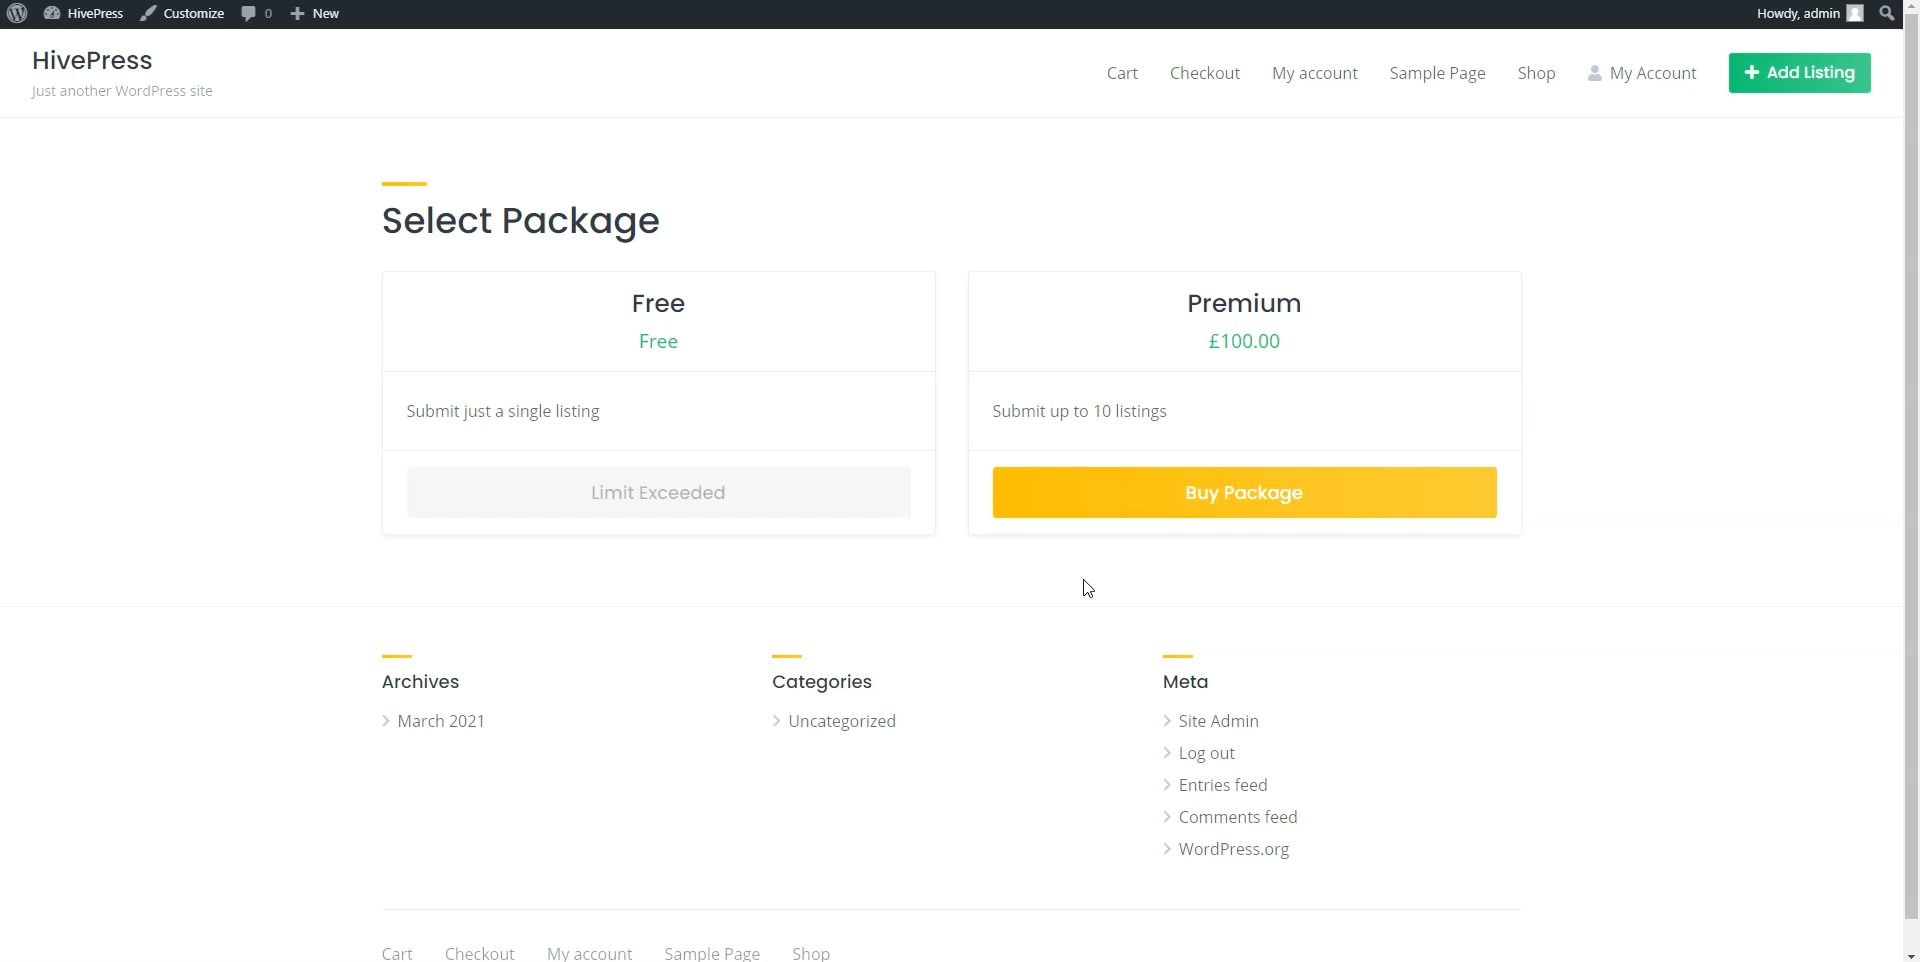 HivePress
Customize
0
New
Howdy, admin
HivePress
Just another WordPress site
Cart
Checkout
My account
Sample Page
Shop
My Account
Add Listing
Select Package
Free
Free
Submit just a single listing
Limit Exceeded
Premium
£100.00
Submit up to 10 listings
Buy Package
Archives
March 2021
Categories
Uncategorized
Meta
Site Admin
Log out
Entries feed
Comments feed
WordPress.org
Cart
Checkout
My account
Sample Page
Shop